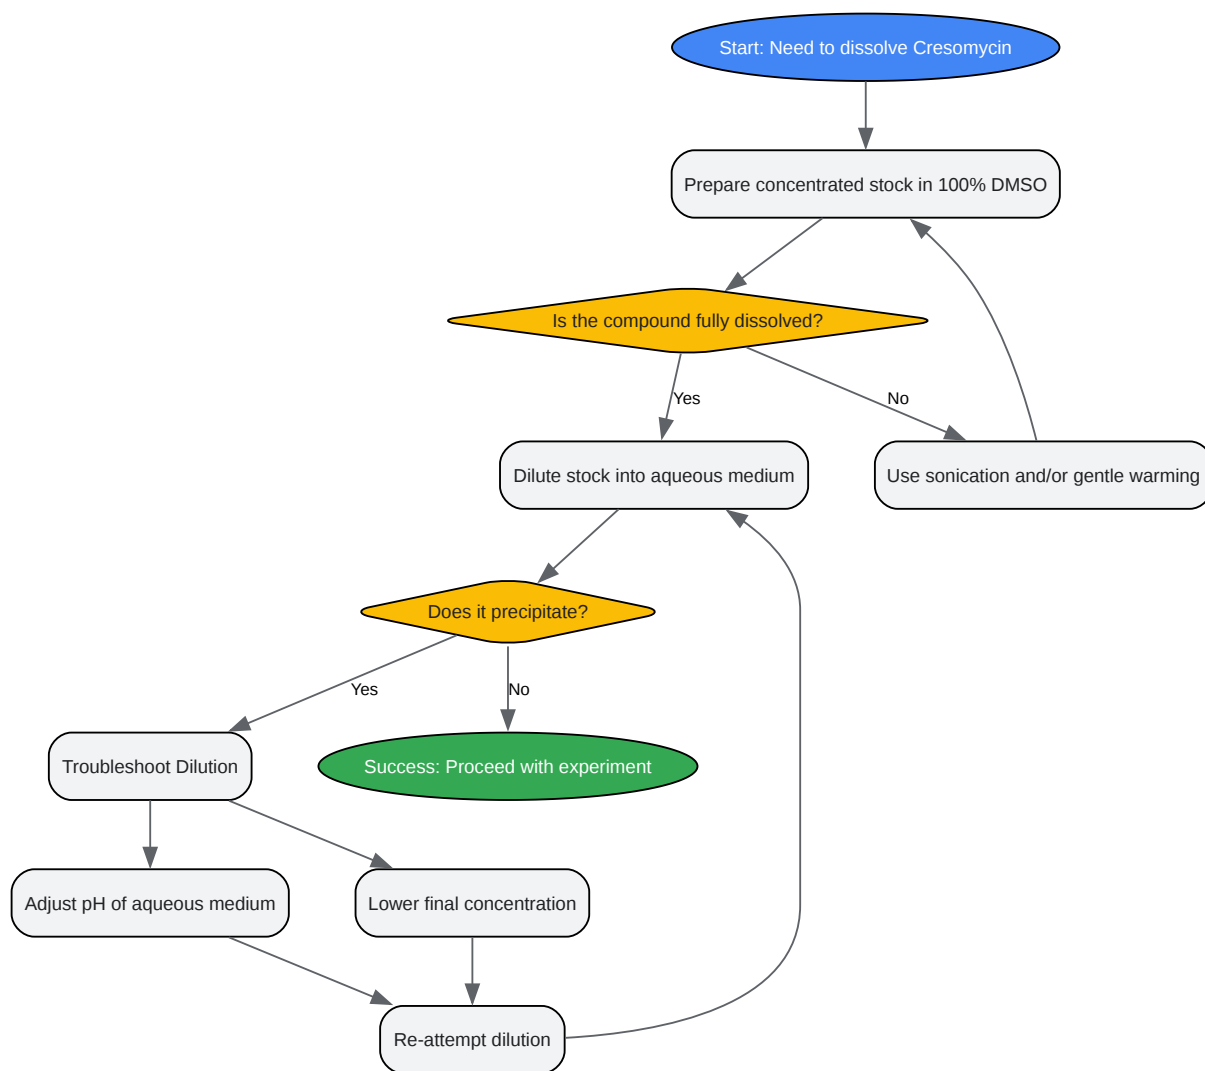 Start: Need to dissolve Cresomycin
Prepare concentrated stock in 100% DMSO
Is the compound fully dissolved?
Yes
No
Dilute stock into aqueous medium
Use sonication and/or gentle warming
Does it precipitate?
Yes
No
Troubleshoot Dilution
Success: Proceed with experiment
Adjust pH of aqueous medium
Lower final concentration
Re-attempt dilution